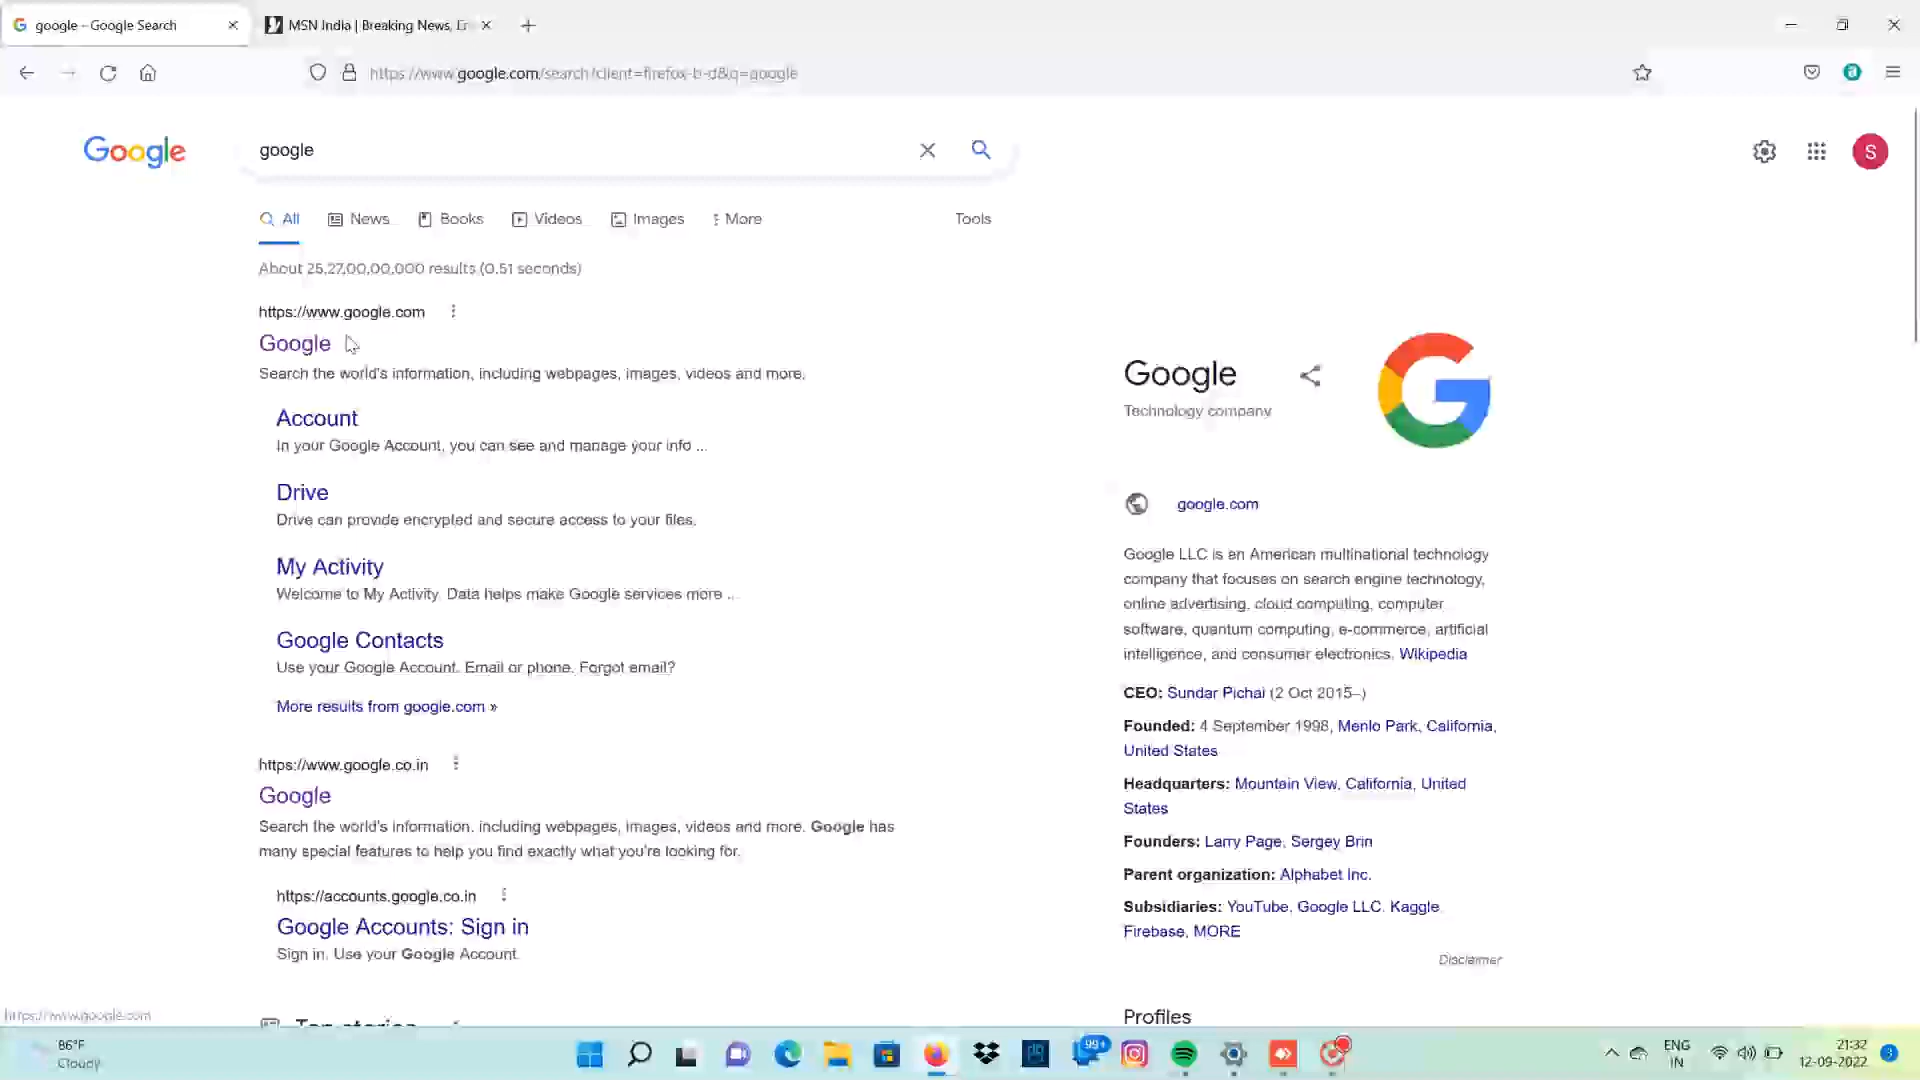 google - Google Search
MSN India | Breaking News, En
https://www.google.com/search?client=firefox-b-d&q=google
Google
google
S
All
News
Books
Videos
Images
More
Tools
About 25,27,00,00,000 results (0.51 seconds)
https://www.google.com
Google
Search the world's information, including webpages, images, videos and more.
Account
In your Google Account, you can see and manage your info ...
Drive
Drive can provide encrypted and secure access to your files.
My Activity
Welcome to My Activity. Data helps make Google services more ...
Google Contacts
Use your Google Account. Email or phone. Forgot email?
More results from google.com »
https://www.google.co.in
Google
Search the world's information, including webpages, images, videos and more. Google has
many special features to help you find exactly what you're looking for.
https://accounts.google.co.in
Google Accounts: Sign in
Sign in. Use your Google Account.
Top stories
Google
Technology company
google.com
Google LLC is an American multinational technology
company that focuses on search engine technology,
online advertising, cloud computing, computer
software, quantum computing, e-commerce, artificial
intelligence, and consumer electronics. Wikipedia
CEO: Sundar Pichai (2 Oct 2015–)
Founded: 4 September 1998, Menlo Park, California,
United States
Headquarters: Mountain View, California, United
States
Founders: Larry Page, Sergey Brin
Parent organization: Alphabet Inc.
Subsidiaries: YouTube, Google LLC, Kaggle,
Firebase, MORE
Disclaimer
Profiles
https://www.google.com
86°F
Cloudy
99+
ENG
IN
21:32
12-09-2022
3